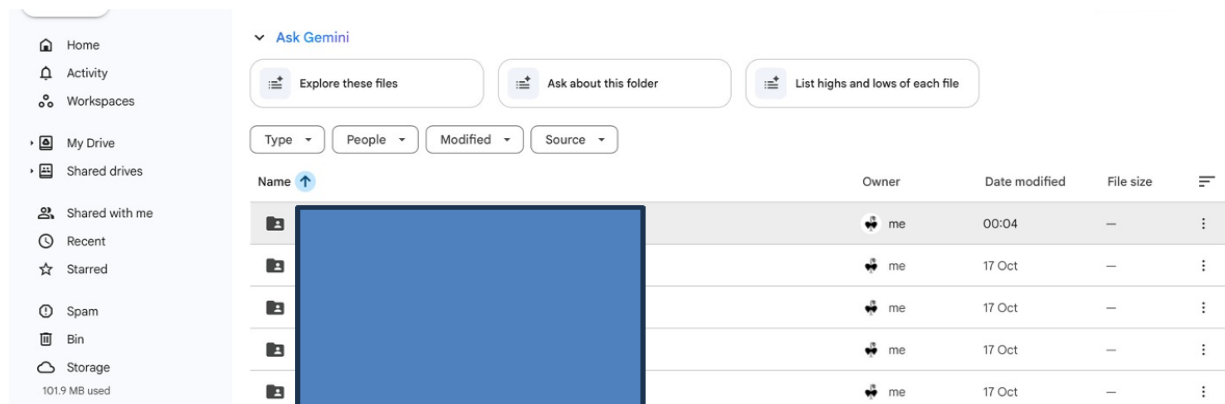 Home
Activity
Workspaces
My Drive
Shared drives
Shared with me
Recent
Starred
Spam
Bin
Storage
101.9 MB used
Ask Gemini
Explore these files
Ask about this folder
List highs and lows of each file
Type
People
Modified
Source
Name Owner Date modified File size
me 00:04 —
me 17 Oct —
me 17 Oct —
me 17 Oct —
me 17 Oct —